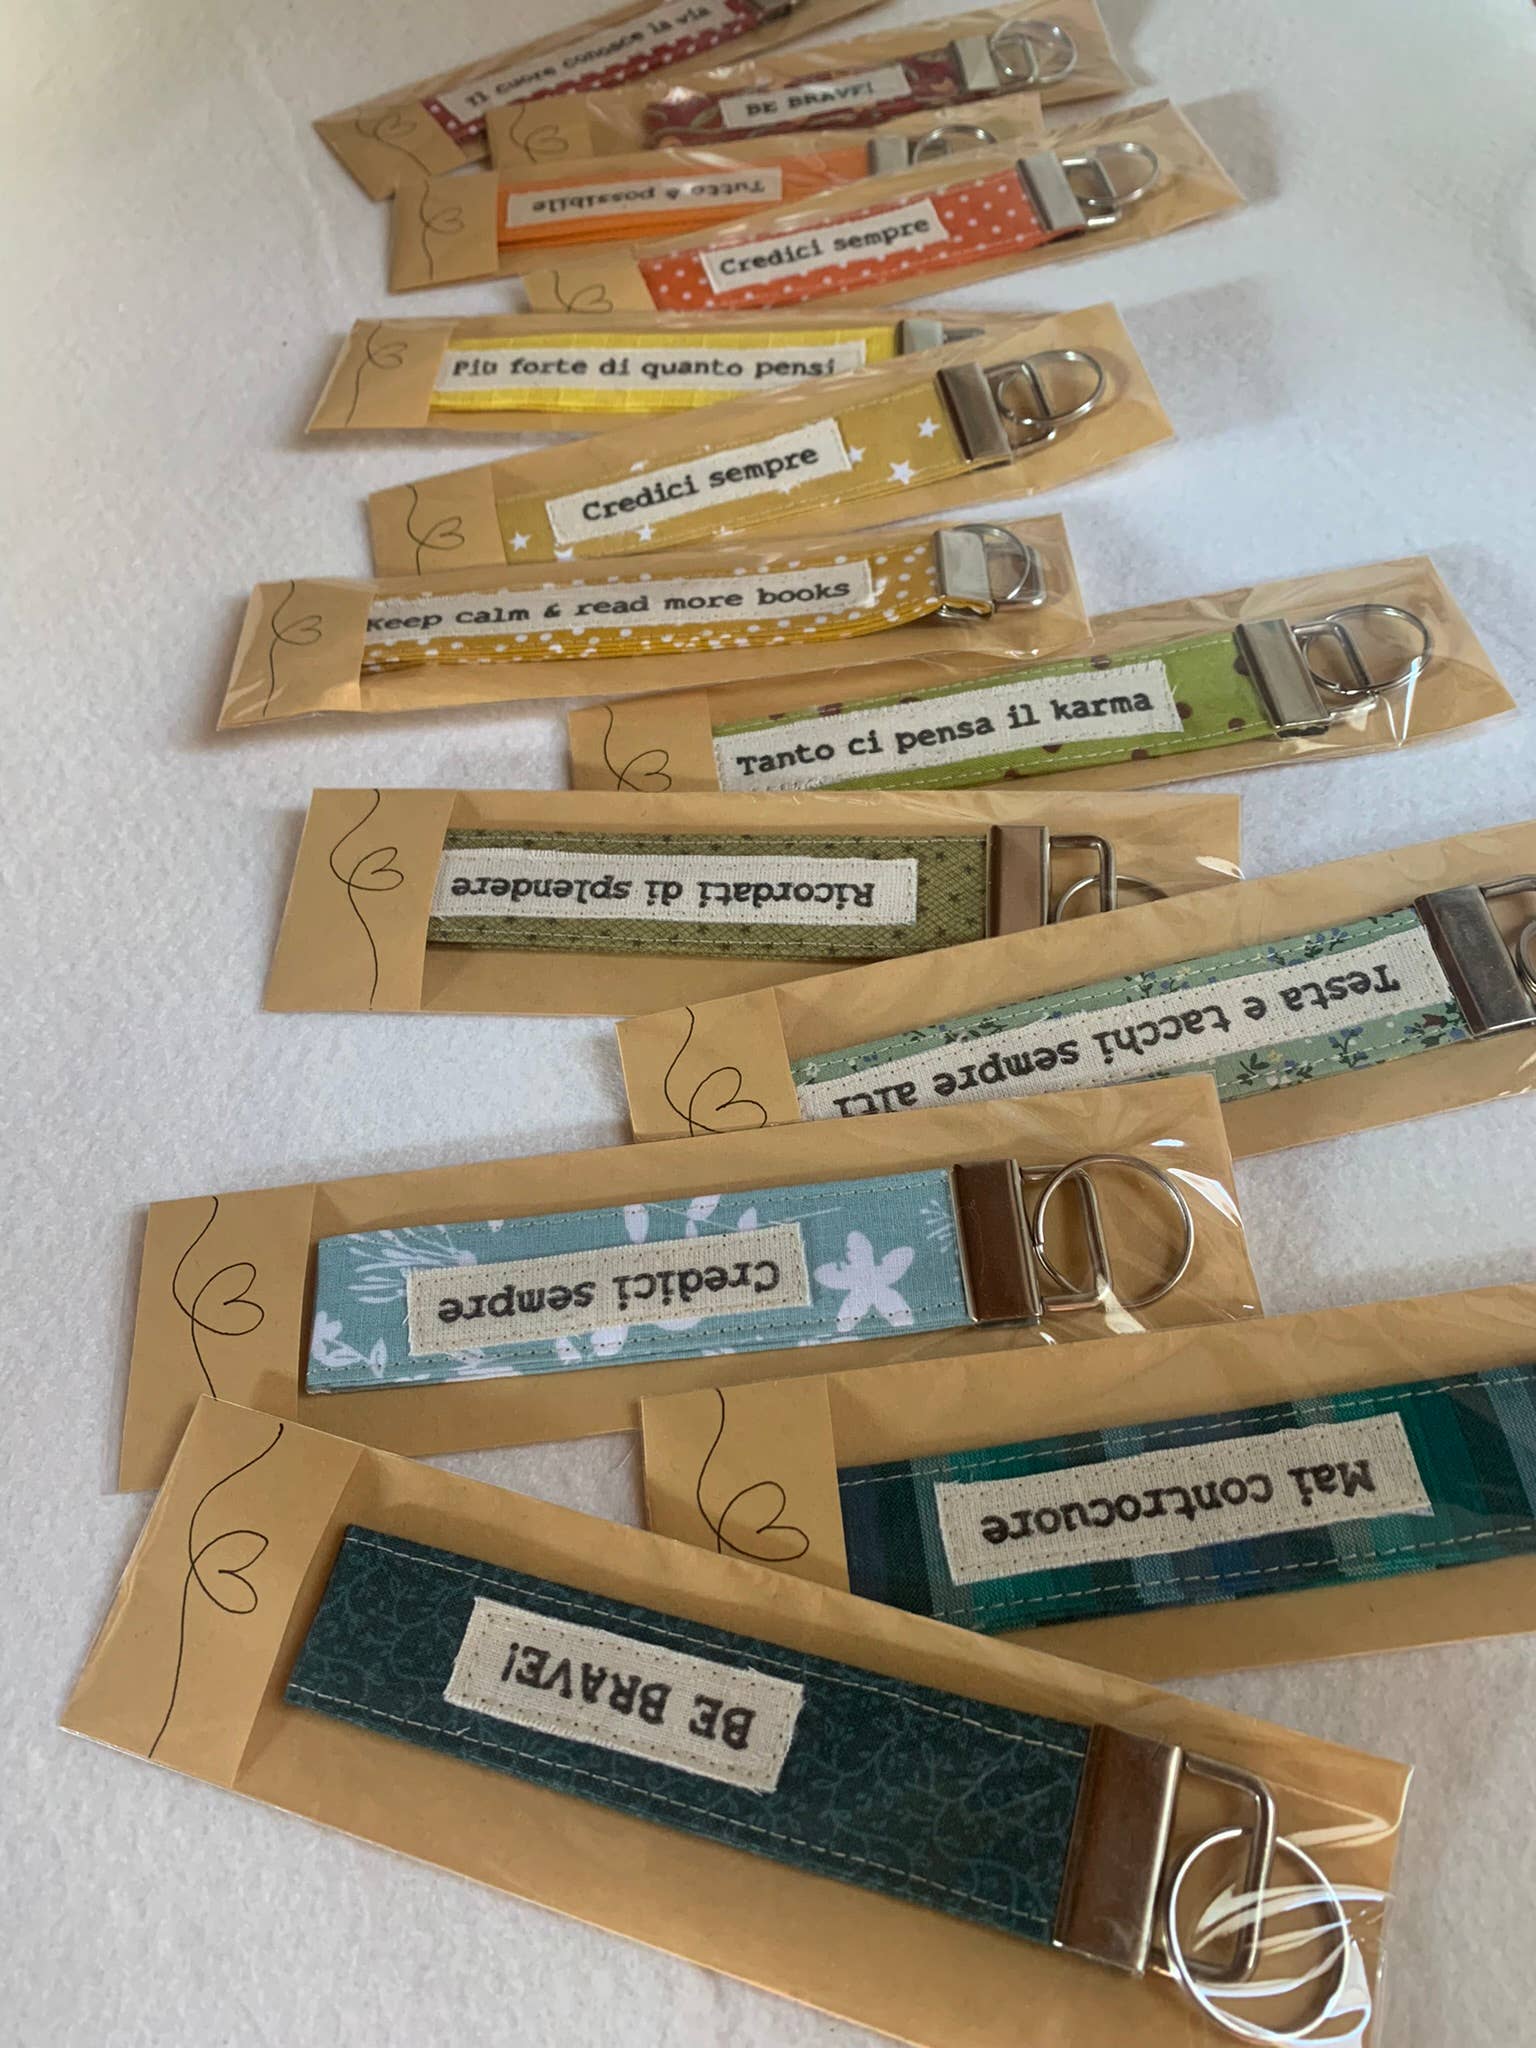 Il cuore conosce la via
BE BRAVE!
Tutto è possibile
Credici sempre
Più forte di quanto pensi
Credici sempre
Keep calm & read more books
Tanto ci pensa il karma
Ricordati di splendere
Testa e tacchi sempre alti
Credici sempre
Mai controcuore
BE BRAVE!